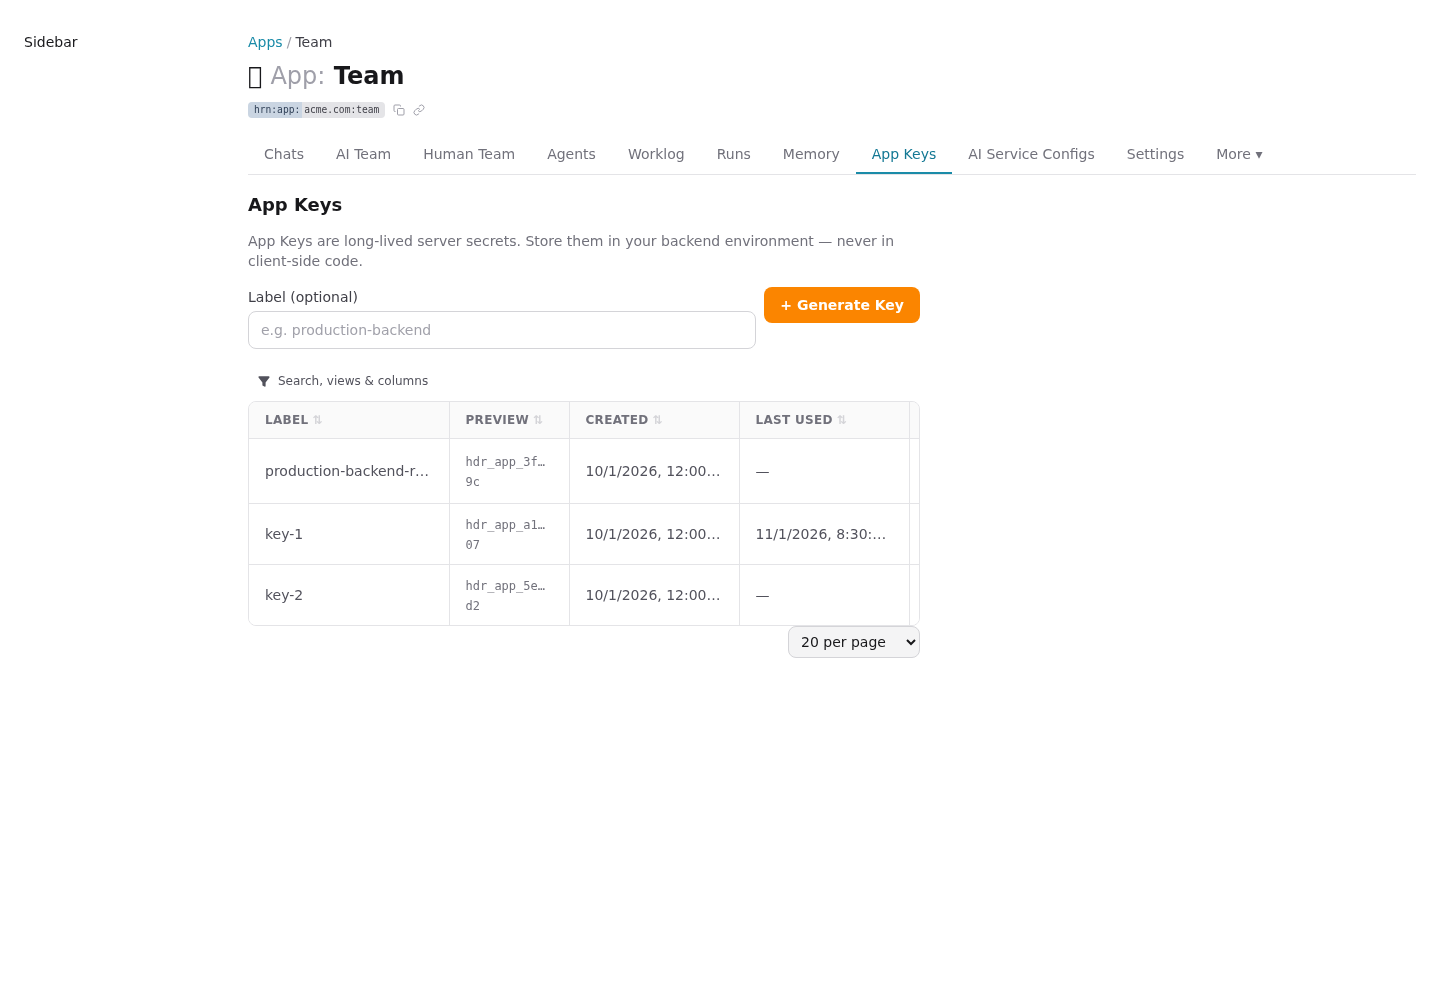 Sidebar
Apps / Team
App: Team
hrn:app: acme.com:team
Chats AI Team Human Team Agents Worklog Runs Memory App Keys AI Service Configs Settings More ▾
App Keys
App Keys are long-lived server secrets. Store them in your backend environment — never in
client-side code.
Label (optional)
+ Generate Key
e.g. production-backend
Search, views & columns
LABEL ⇅ PREVIEW ⇅ CREATED ⇅ LAST USED ⇅
production-backend-r… hdr_app_3f… 10/1/2026, 12:00… —
9c
key-1 hdr_app_a1… 10/1/2026, 12:00… 11/1/2026, 8:30:…
07
key-2 hdr_app_5e… 10/1/2026, 12:00… —
d2
20 per page